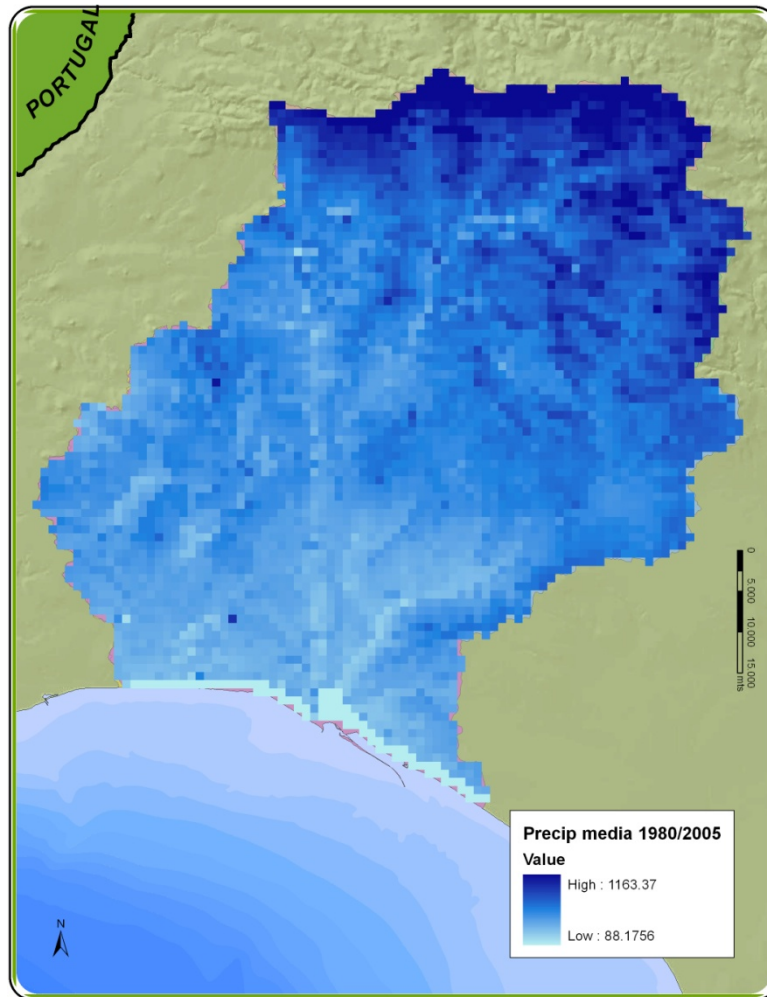 PORTUGAL
0
5.000
10.000
15.000
mts
Precip media 1980/2005
Value
High : 1163.37
Low : 88.1756
N